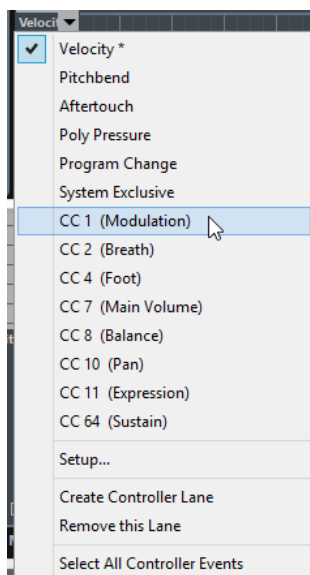 Velocit
Velocity *
Pitchbend
Aftertouch
Poly Pressure
Program Change
System Exclusive
CC 1 (Modulation)
CC 2 (Breath)
CC 4 (Foot)
CC 7 (Main Volume)
CC 8 (Balance)
CC 10 (Pan)
CC 11 (Expression)
CC 64 (Sustain)
Setup...
Create Controller Lane
Remove this Lane
Select All Controller Events